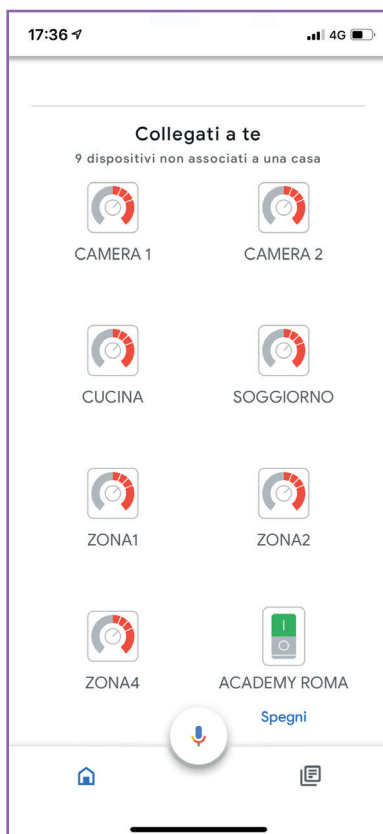 17:36 4G
Collegati a te
9 dispositivi non associati a una casa
CAMERA 1 CAMERA 2
CUCINA SOGGIORNO
ZONA1 ZONA2
ZONA4 ACADEMY ROMA
Spegni